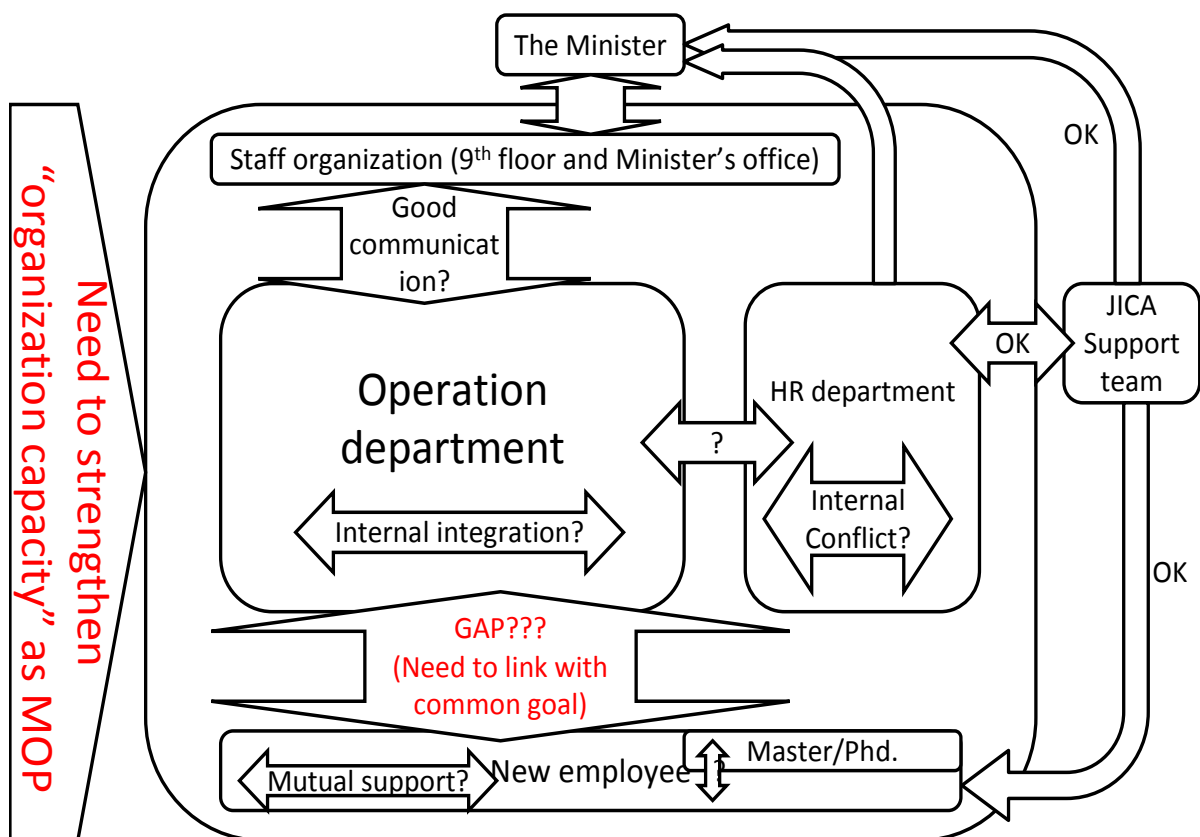 The Minister
OK
Staff organization (9th floor and Minister's office)
Good
communicat
ion?
Need to strengthen
“organization capacity” as MOP
Operation
department
HR department
OK
JICA
Support
team
?
Internal integration?
Internal
Conflict?
OK
GAP???
(Need to link with
common goal)
Master/Phd.
Mutual support?
New employee
?